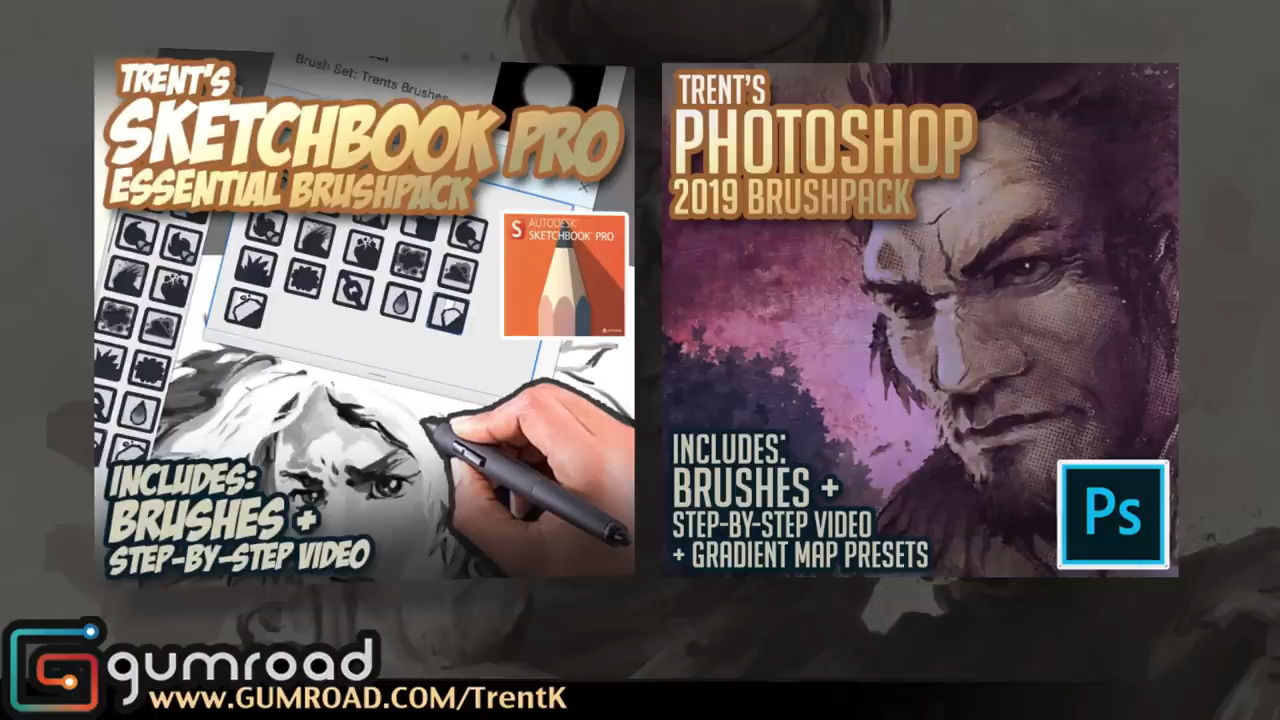 Brush Set: Trents Brushes
TRENT'S
SKETCHBOOK PRO
ESSENTIAL BRUSHPACK
S AUTODESK
SKETCHBOOK PRO
INCLUDES:
BRUSHES +
STEP-BY-STEP VIDEO
TRENT'S
PHOTOSHOP
2019 BRUSHPACK
INCLUDES:
BRUSHES +
STEP-BY-STEP VIDEO
+ GRADIENT MAP PRESETS
Ps
gumroad
www.GUMROAD.COM/TrentK